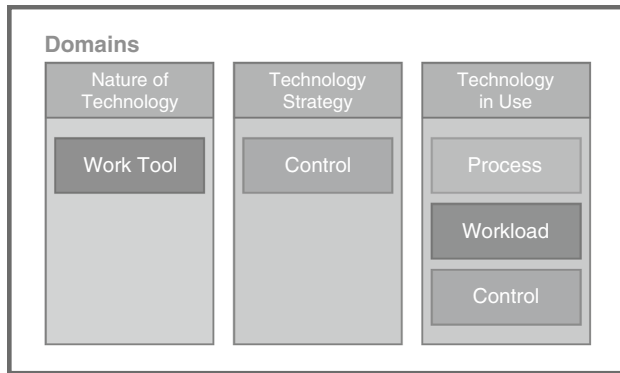 Domains
Nature of
Technology
Work Tool
Technology
Strategy
Control
Technology
in Use
Process
Workload
Control